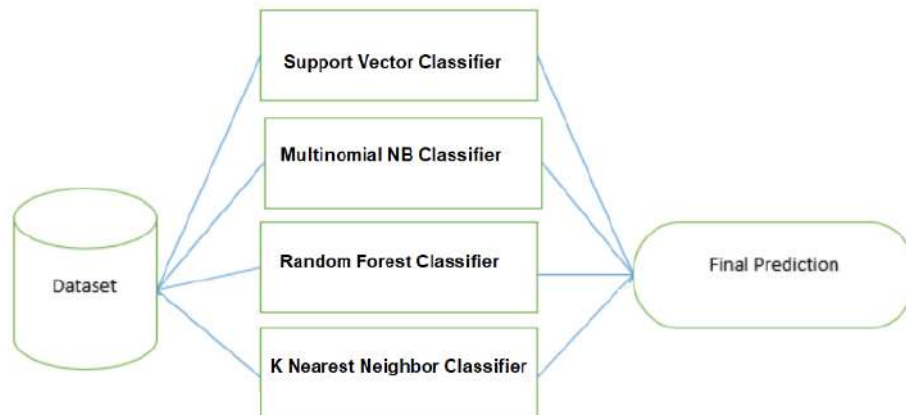 Support Vector Classifier
Multinomial NB Classifier
Random Forest Classifier
K Nearest Neighbor Classifier
Dataset
Final Prediction